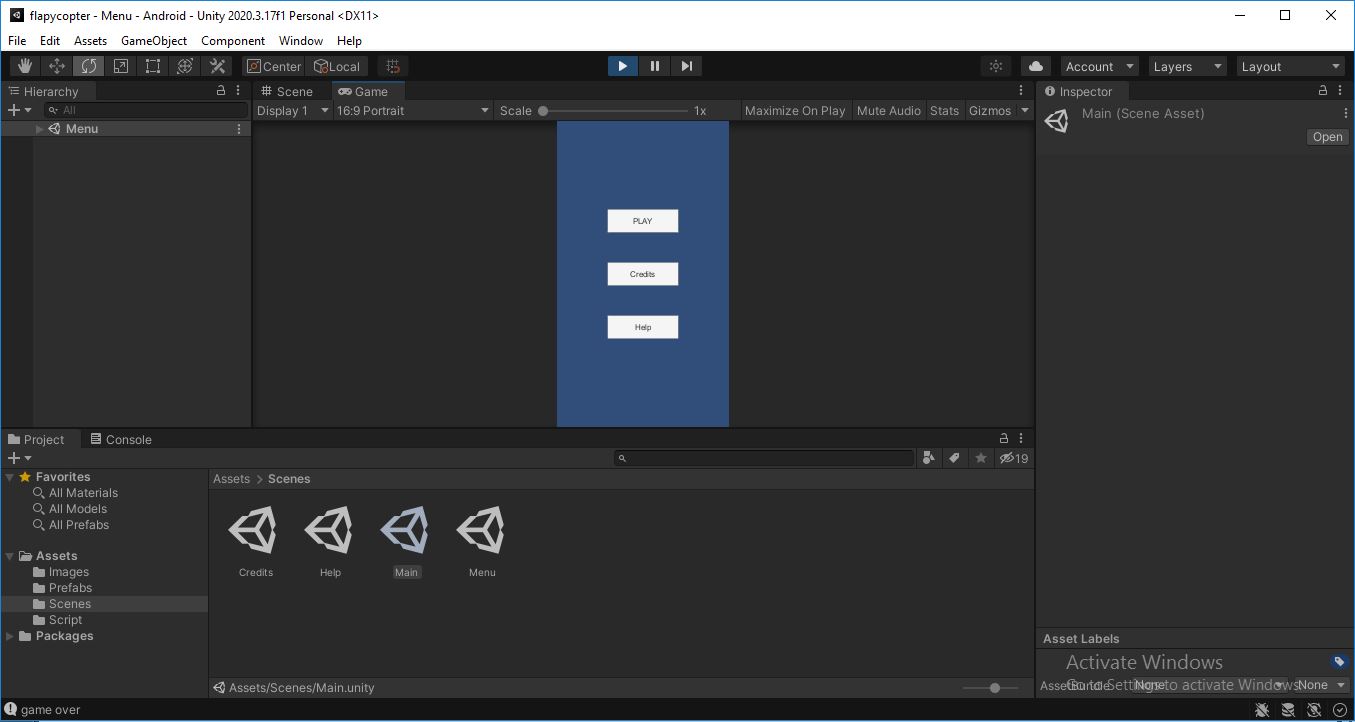 flapycopter - Menu - Android - Unity 2020.3.17f1 Personal <DX11>
File Edit Assets GameObject Component Window Help
Center Local Account Layers Layout
Hierarchy
All
Menu
Scene Game
Display 1 16:9 Portrait Scale 1x Maximize On Play Mute Audio Stats Gizmos
PLAY
Credits
Help
Inspector
Main (Scene Asset)
Open
Project Console
19
Favorites
All Materials
All Models
All Prefabs
Assets
Images
Prefabs
Scenes
Script
Packages
Assets > Scenes
Credits Help Main Menu
Assets/Scenes/Main.unity
Asset Labels
Activate Windows
Go to Settings to activate Windows.
AssetBundle None None
game over